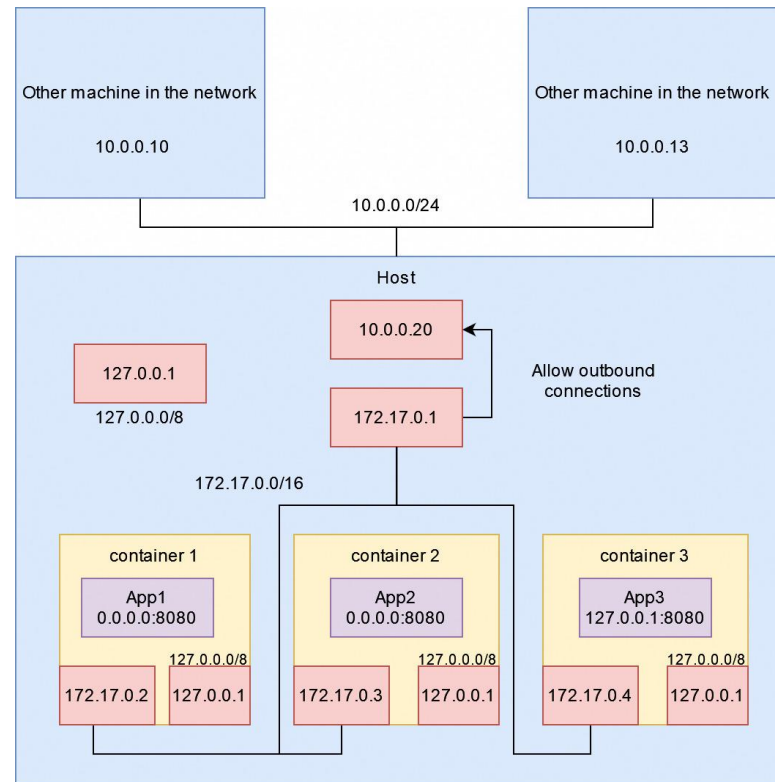 Other machine in the network
10.0.0.10
Other machine in the network
10.0.0.13
10.0.0.0/24
Host
10.0.0.20
127.0.0.1
127.0.0.0/8
Allow outbound
connections
172.17.0.1
172.17.0.0/16
container 1
App1
0.0.0.0:8080
127.0.0.0/8
172.17.0.2
127.0.0.1
container 2
App2
0.0.0.0:8080
127.0.0.0/8
172.17.0.3
127.0.0.1
container 3
App3
127.0.0.1:8080
127.0.0.0/8
172.17.0.4
127.0.0.1